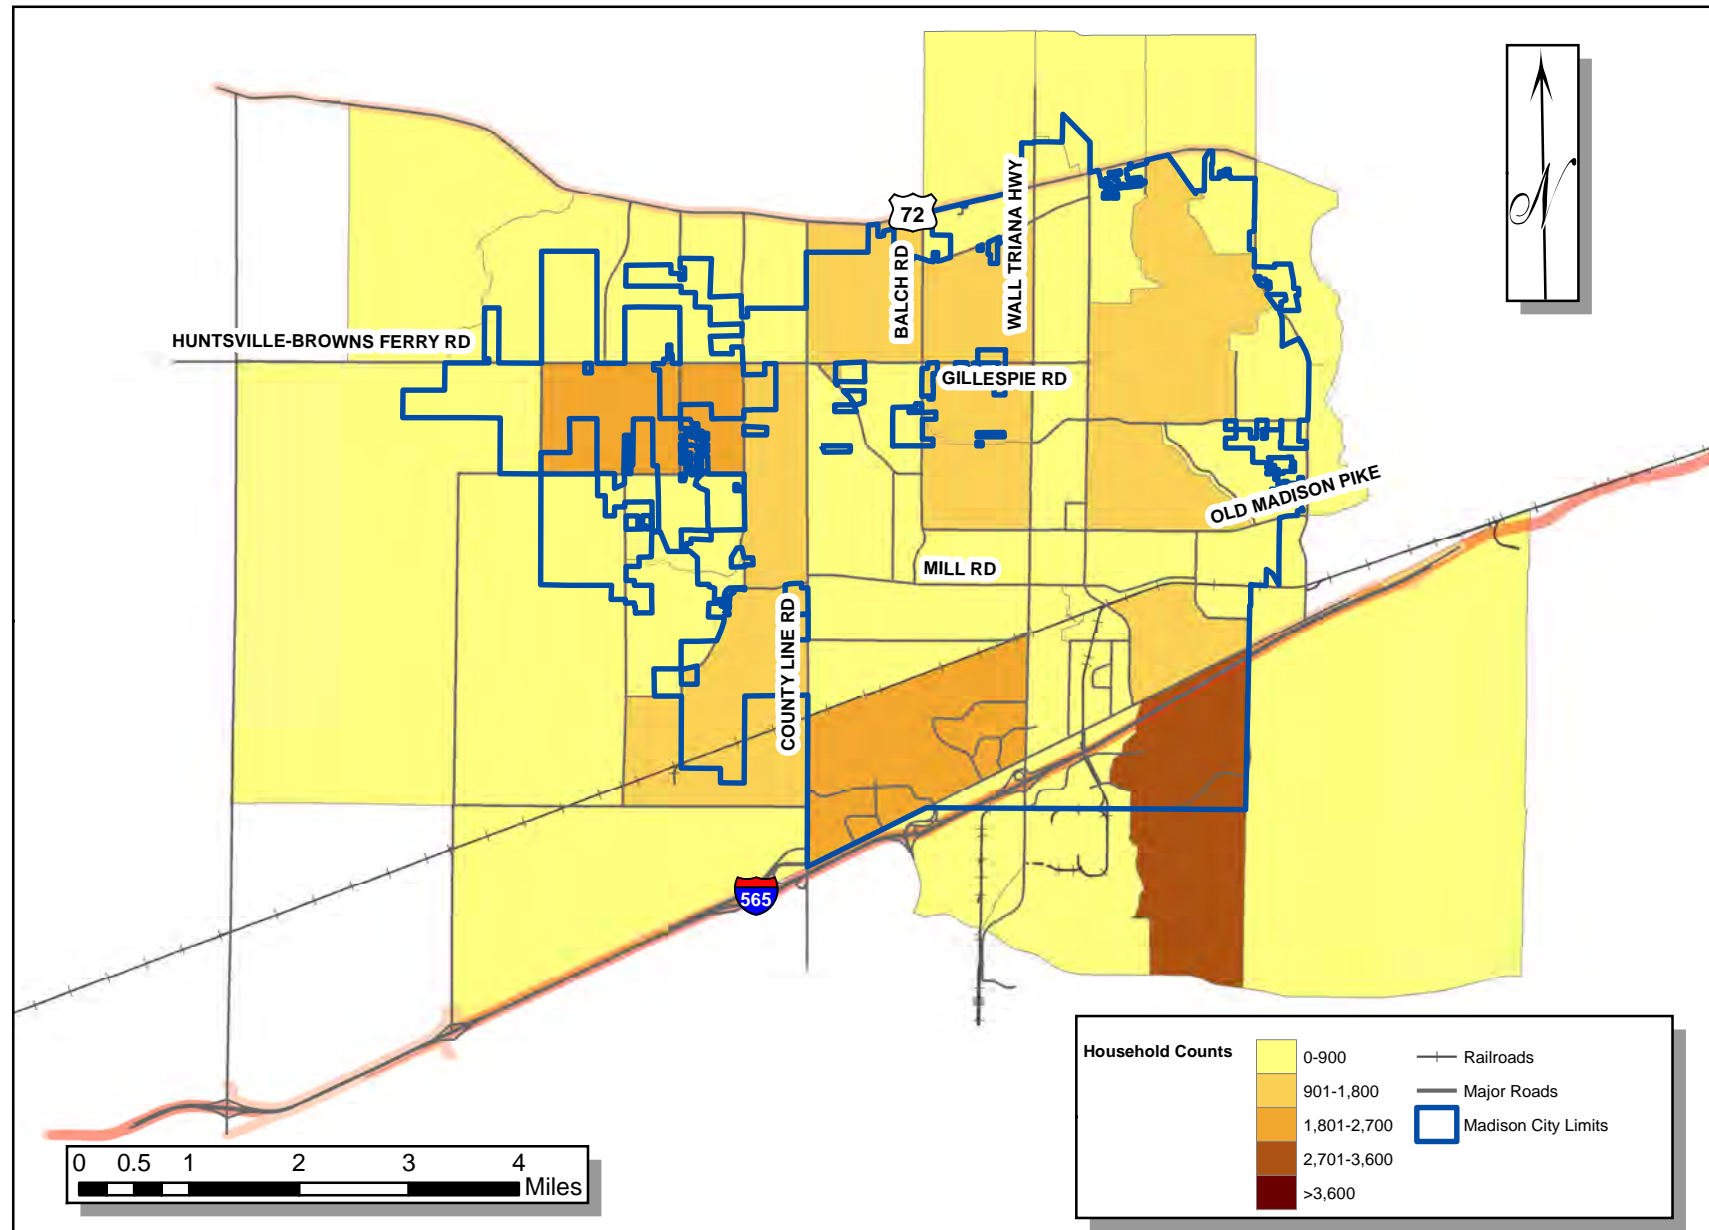 N
72
BALCH RD
WALL TRIANA HWY
HUNTSVILLE-BROWNS FERRY RD
GILLESPIE RD
OLD MADISON PIKE
MILL RD
COUNTY LINE RD
565
Household Counts
0-900
901-1,800
1,801-2,700
2,701-3,600
>3,600
Railroads
Major Roads
Madison City Limits
0 0.5 1 2 3 4
Miles